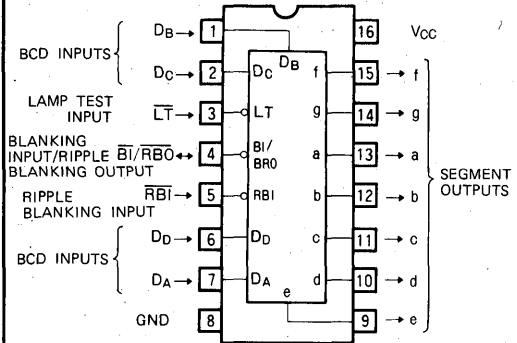 BCD INPUTS
DB→ 1
DC→ 2
LAMP TEST INPUT
LT→ 3
BLANKING
INPUT/RIPPLE BI/RBO↔ 4
BLANKING OUTPUT
RIPPLE
BLANKING INPUT
RBI→ 5
BCD INPUTS
DD→ 6
DA→ 7
GND 8
DB
DC
LT
BI/
BRO
RBI
DD
DA
e
f
g
a
b
c
d
16 VCC
15 → f
14 → g
13 → a
12 → b
11 → c
10 → d
9 → e
SEGMENT
OUTPUTS